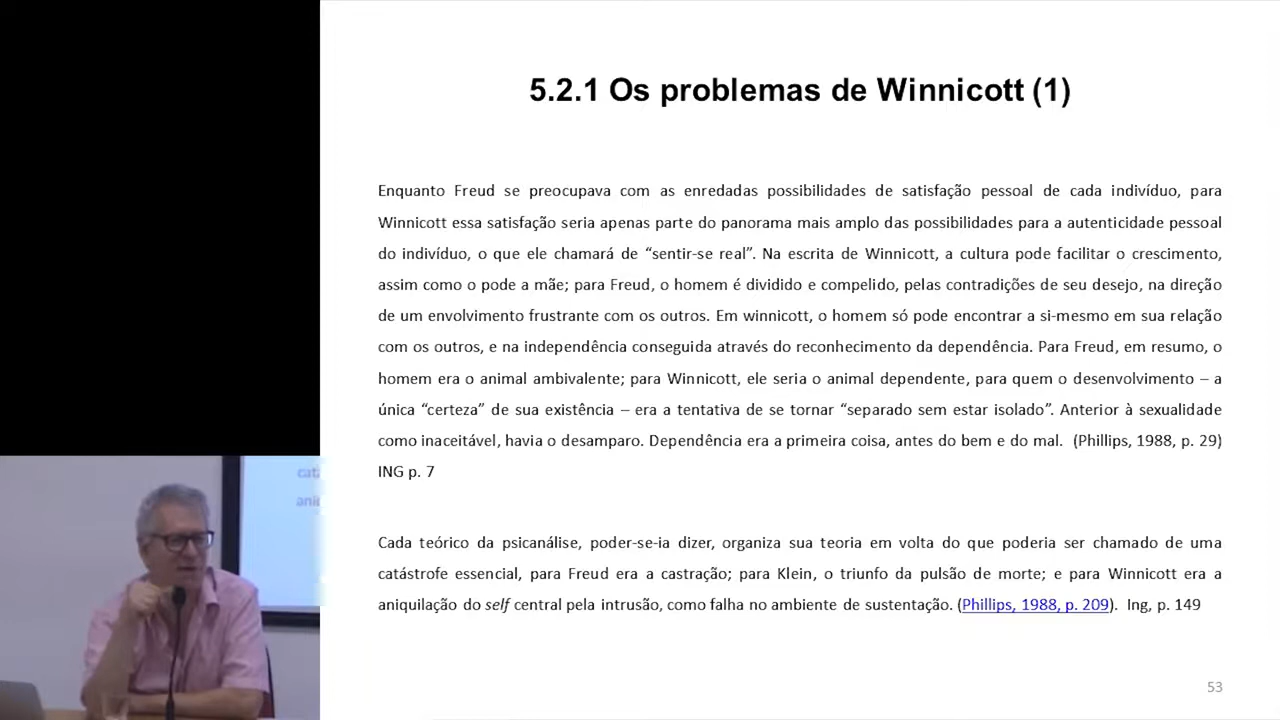 5.2.1 Os problemas de Winnicott (1)
Enquanto Freud se preocupava com as enredadas possibilidades de satisfação pessoal de cada indivíduo, para
Winnicott essa satisfação seria apenas parte do panorama mais amplo das possibilidades para a autenticidade pessoal
do indivíduo, o que ele chamará de “sentir-se real”. Na escrita de Winnicott, a cultura pode facilitar o crescimento,
assim como o pode a mãe; para Freud, o homem é dividido e compelido, pelas contradições de seu desejo, na direção
de um envolvimento frustrante com os outros. Em winnicott, o homem só pode encontrar a si-mesmo em sua relação
com os outros, e na independência conseguida através do reconhecimento da dependência. Para Freud, em resumo, o
homem era o animal ambivalente; para Winnicott, ele seria o animal dependente, para quem o desenvolvimento – a
única “certeza” de sua existência – era a tentativa de se tornar “separado sem estar isolado”. Anterior à sexualidade
como inaceitável, havia o desamparo. Dependência era a primeira coisa, antes do bem e do mal. (Phillips, 1988, p. 29)
ING p. 7
Cada teórico da psicanálise, poder-se-ia dizer, organiza sua teoria em volta do que poderia ser chamado de uma
catástrofe essencial, para Freud era a castração; para Klein, o triunfo da pulsão de morte; e para Winnicott era a
aniquilação do self central pela intrusão, como falha no ambiente de sustentação. (Phillips, 1988, p. 209). Ing, p. 149
53